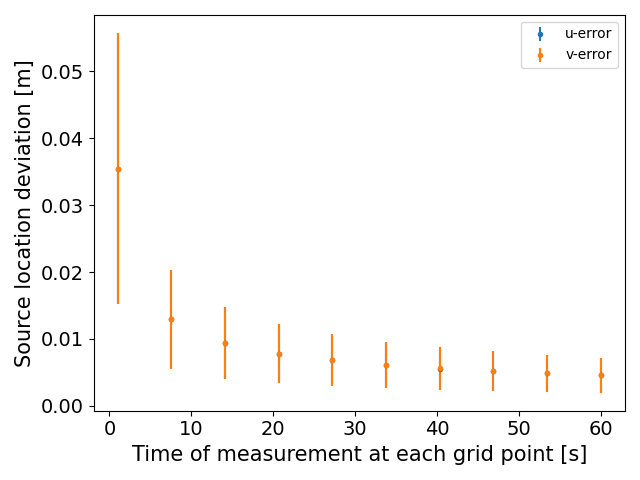 u-error
v-error
Source location deviation [m]
0.05
0.04
0.03
0.02
0.01
0.00
0 10 20 30 40 50 60
Time of measurement at each grid point [s]